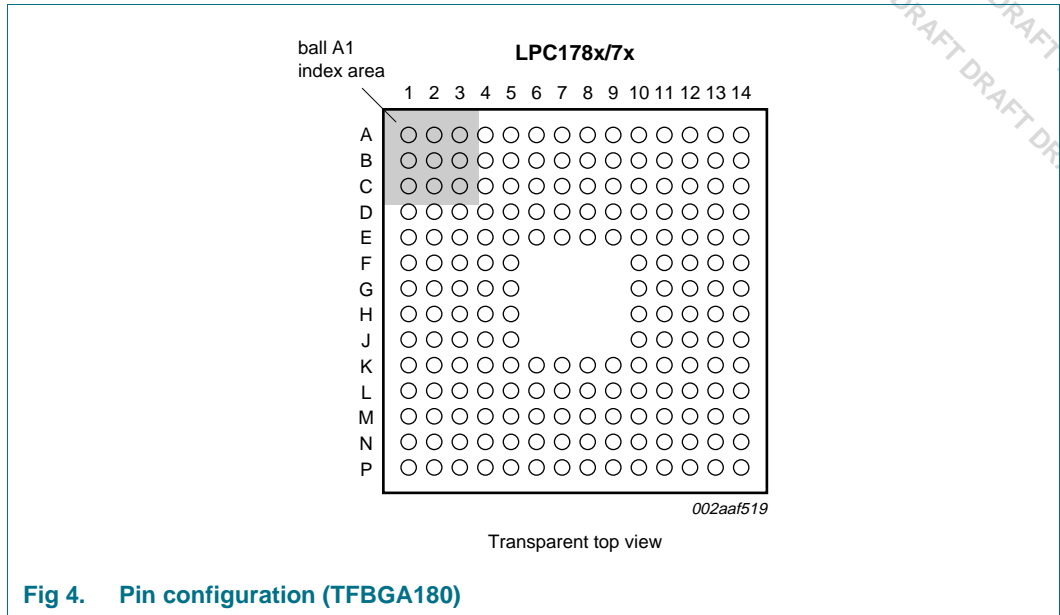 DRAFT
DRAFT DRAFT
DRAFT DR
ball A1
index area
LPC178x/7x
1 2 3 4 5 6 7 8 9 10 11 12 13 14
A
B
C
D
E
F
G
H
J
K
L
M
N
P
002aaf519
Transparent top view
Fig 4. Pin configuration (TFBGA180)